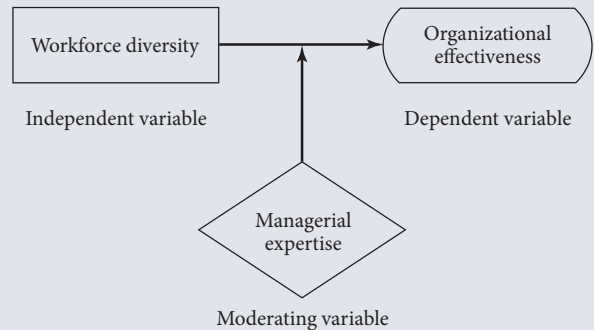 Workforce diversity
Organizational
effectiveness
Independent variable
Dependent variable
Managerial
expertise
Moderating variable